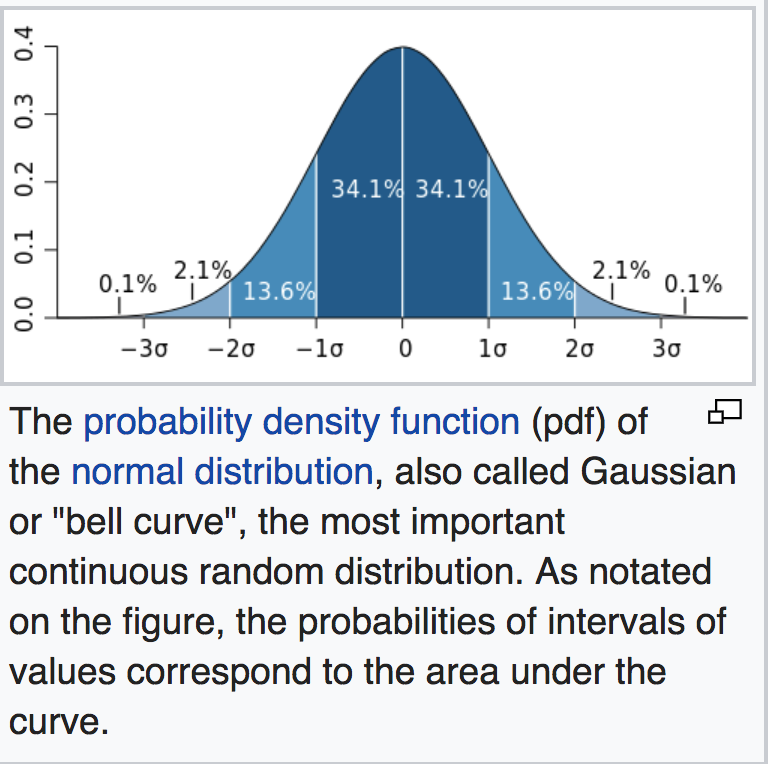 0.4
0.3
0.2
0.1
0.0
34.1% 34.1%
0.1% 2.1% 13.6% 13.6% 2.1% 0.1%
−3σ −2σ −1σ 0 1σ 2σ 3σ
The probability density function (pdf) of
the normal distribution, also called Gaussian
or "bell curve", the most important
continuous random distribution. As notated
on the figure, the probabilities of intervals of
values correspond to the area under the
curve.